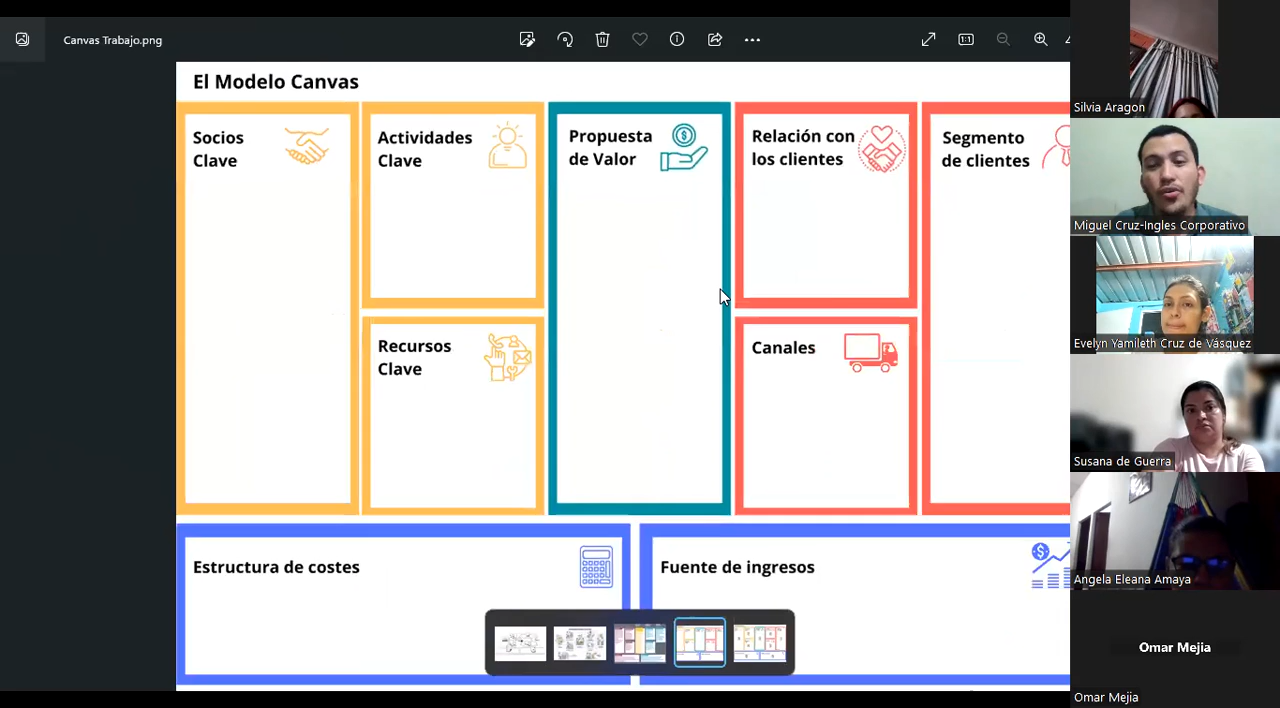 Canvas Trabajo.png
1:1
El Modelo Canvas
Socios
Clave
Actividades
Clave
Propuesta
de Valor
$
Relación con
los clientes
Segmento
de clientes
Recursos
Clave
Canales
Estructura de costes
Fuente de ingresos
$
Silvia Aragon
Miguel Cruz-Ingles Corporativo
Evelyn Yamileth Cruz de Vásquez
Susana de Guerra
Angela Eleana Amaya
Omar Mejia
Omar Mejia